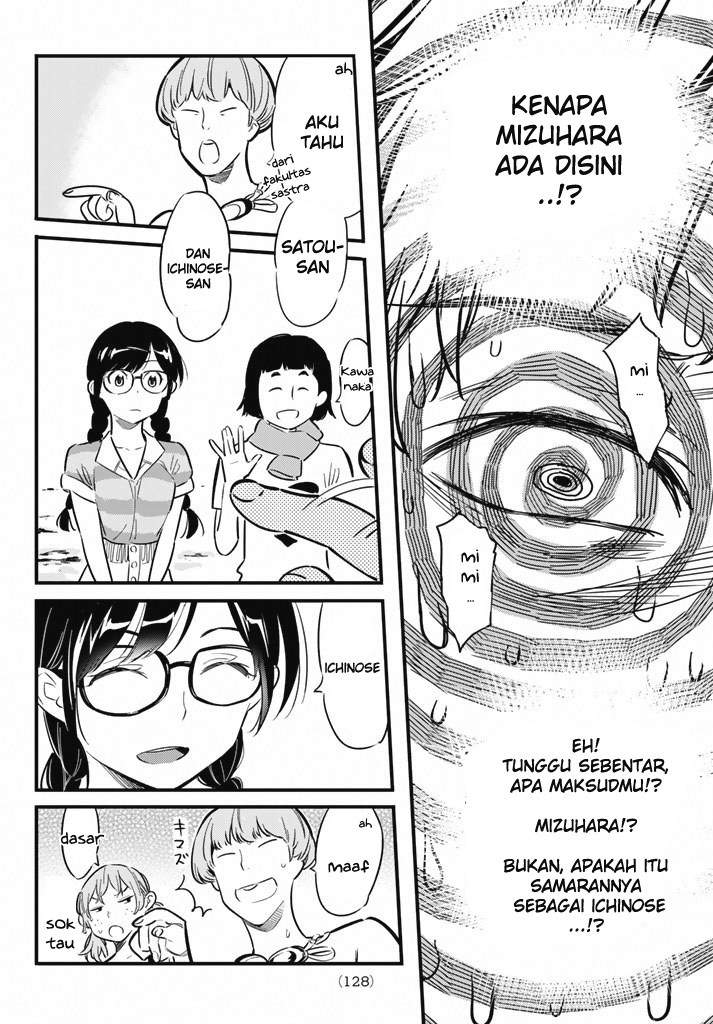 KENAPA
MIZUHARA
ADA DISINI
..!?
mi
...
mi
mi
...
EH!
TUNGGU SEBENTAR,
APA MAKSUDMU!?
MIZUHARA!?
BUKAN, APAKAH ITU
SAMARANNYA
SEBAGAI ICHINOSE
...!?
ah
AKU
TAHU
dari
fakultas
sastra
SATOU-
SAN
DAN
ICHINOSE-
SAN
Kawa
naka
ICHINOSE
ah
maaf
キマズ
dasar
sok
tau
(128)